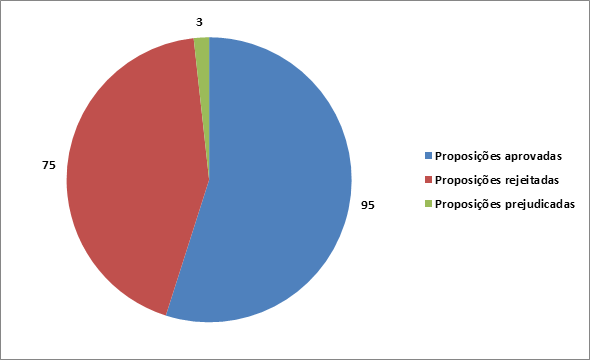 3
75
95
Proposições aprovadas
Proposições rejeitadas
Proposições prejudicadas